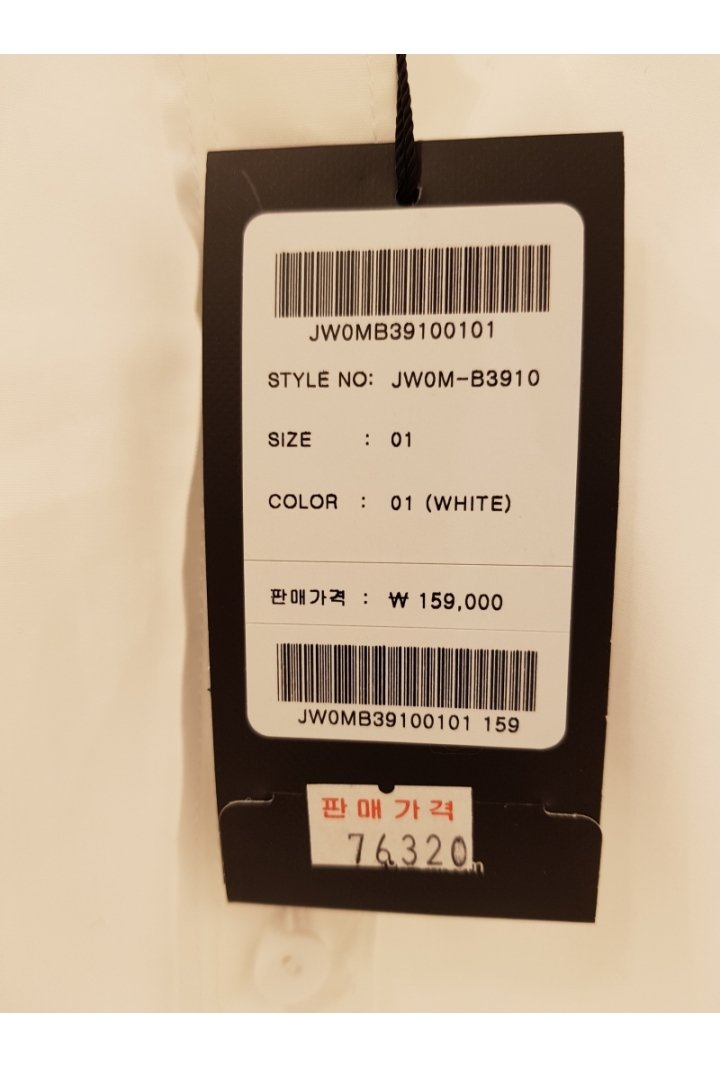 JW0MB39100101
STYLE NO: JW0M-B3910
SIZE : 01
COLOR : 01 (WHITE)
판매가격 : ₩ 159,000
JW0MB39100101 159
판매가격
76320